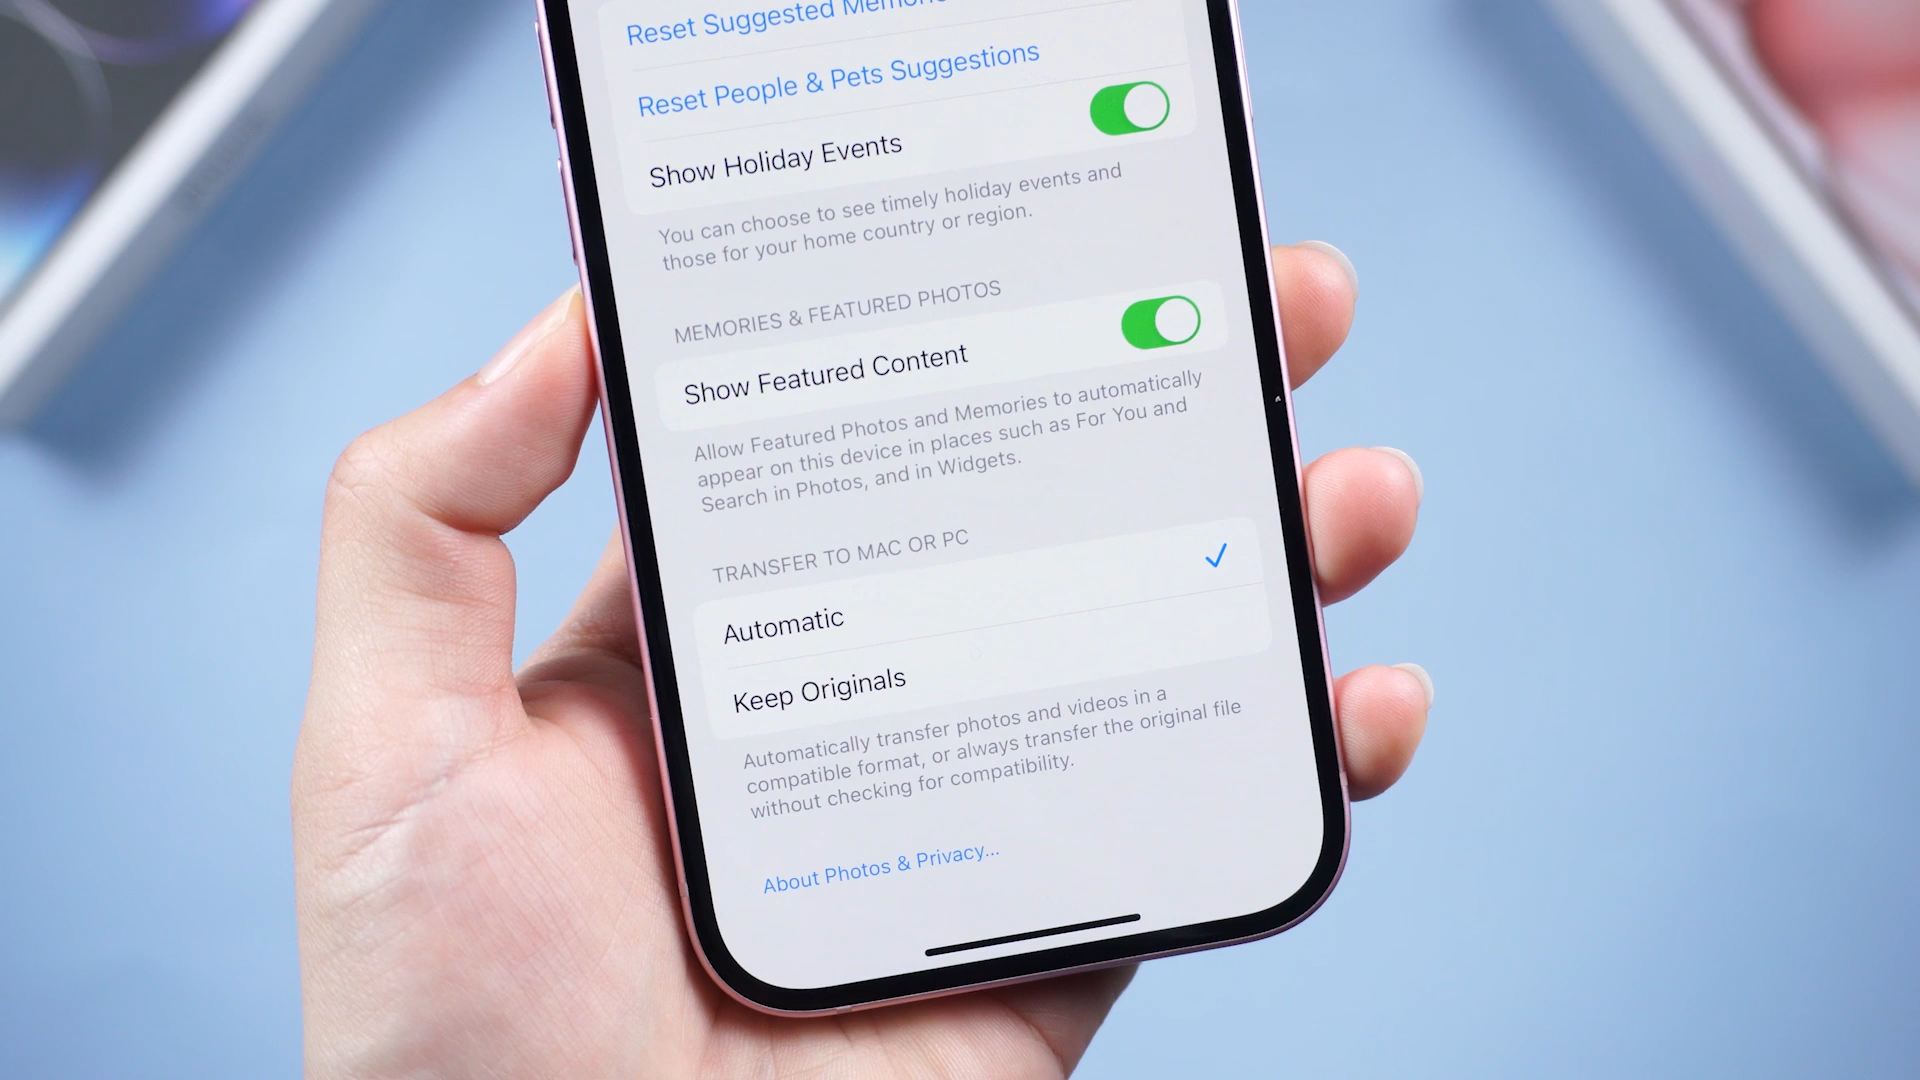 Reset Suggested Memorie
Reset People & Pets Suggestions
Show Holiday Events
You can choose to see timely holiday events and
those for your home country or region.
MEMORIES & FEATURED PHOTOS
Show Featured Content
Allow Featured Photos and Memories to automatically
appear on this device in places such as For You and
Search in Photos, and in Widgets.
TRANSFER TO MAC OR PC
Automatic
Keep Originals
Automatically transfer photos and videos in a
compatible format, or always transfer the original file
without checking for compatibility.
About Photos & Privacy...